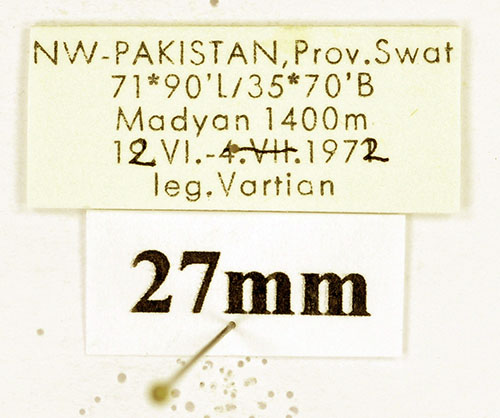 NW-PAKISTAN,Prov.Swat
71*90'L/35*70'B
Madyan 1400m
12.VI.-4.VII.1972
leg.Vartian
27mm